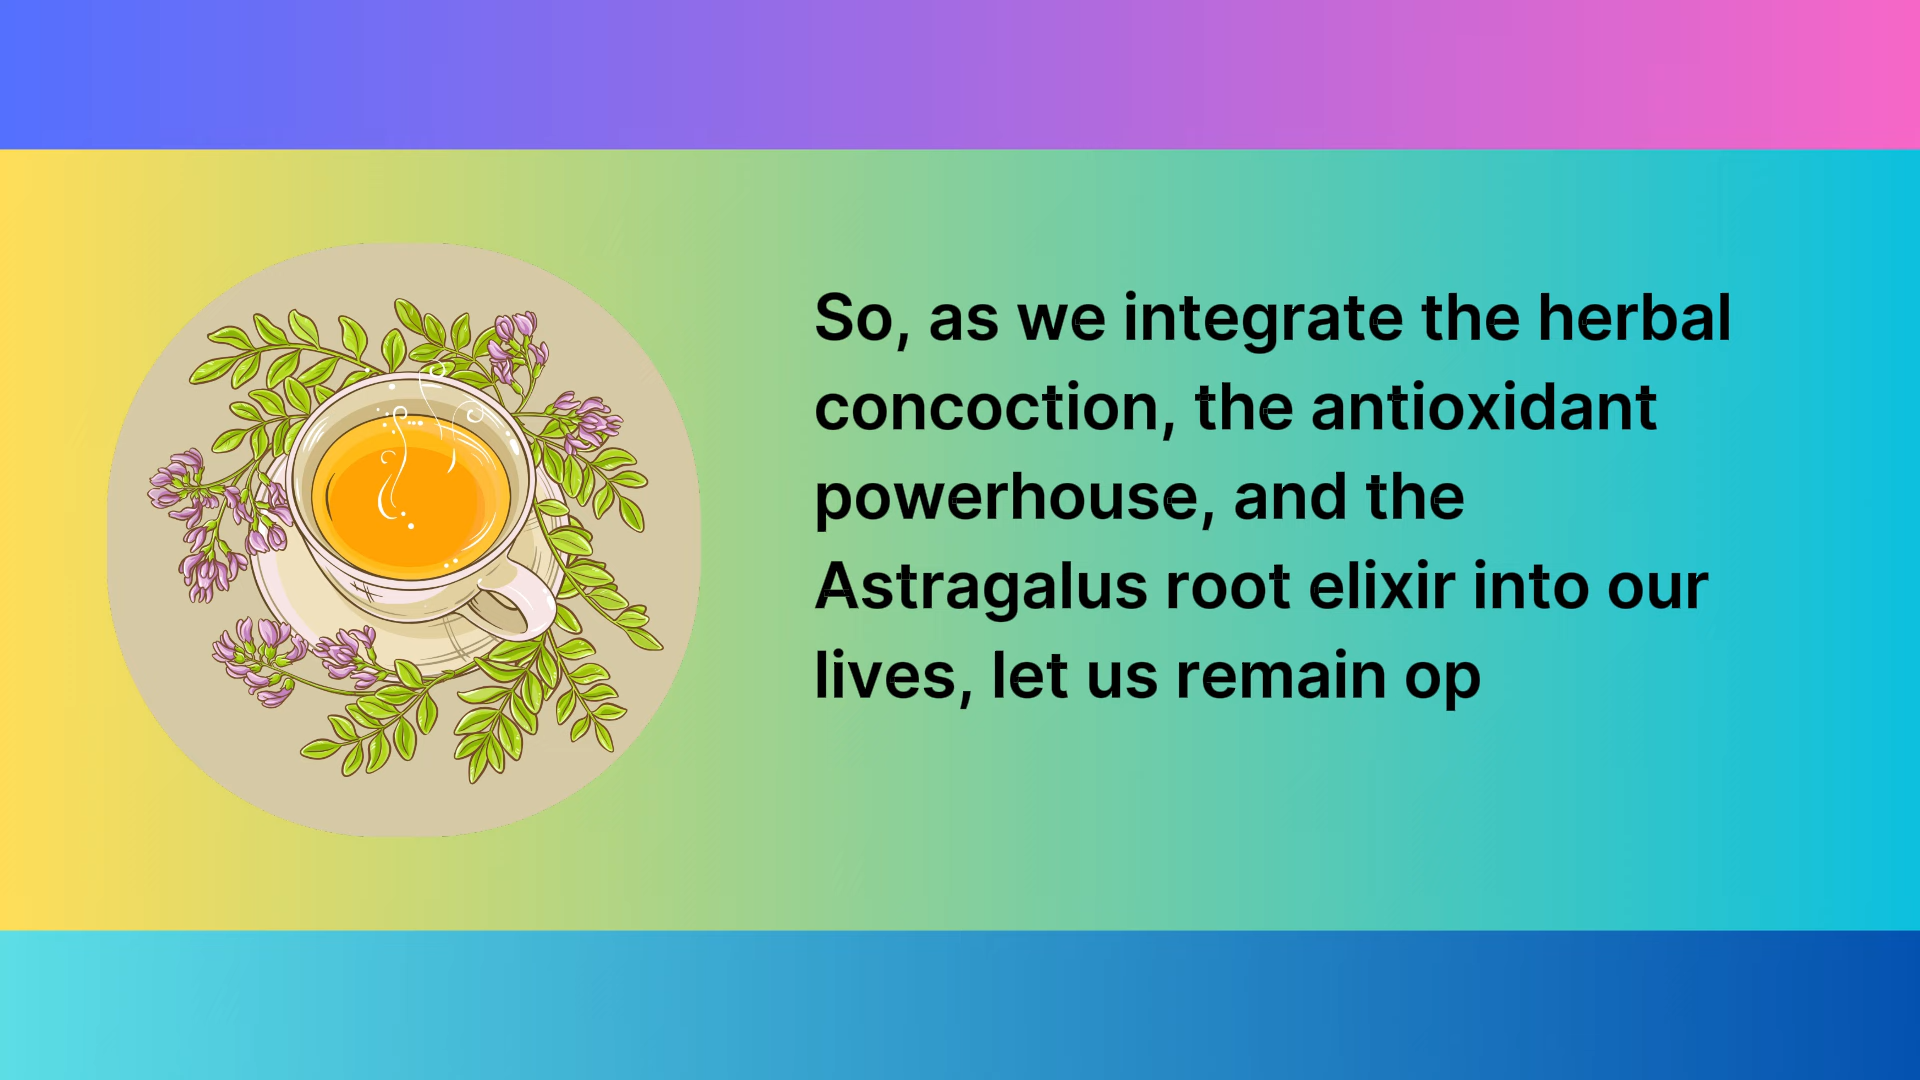 So, as we integrate the herbal
concoction, the antioxidant
powerhouse, and the
Astragalus root elixir into our
lives, let us remain op